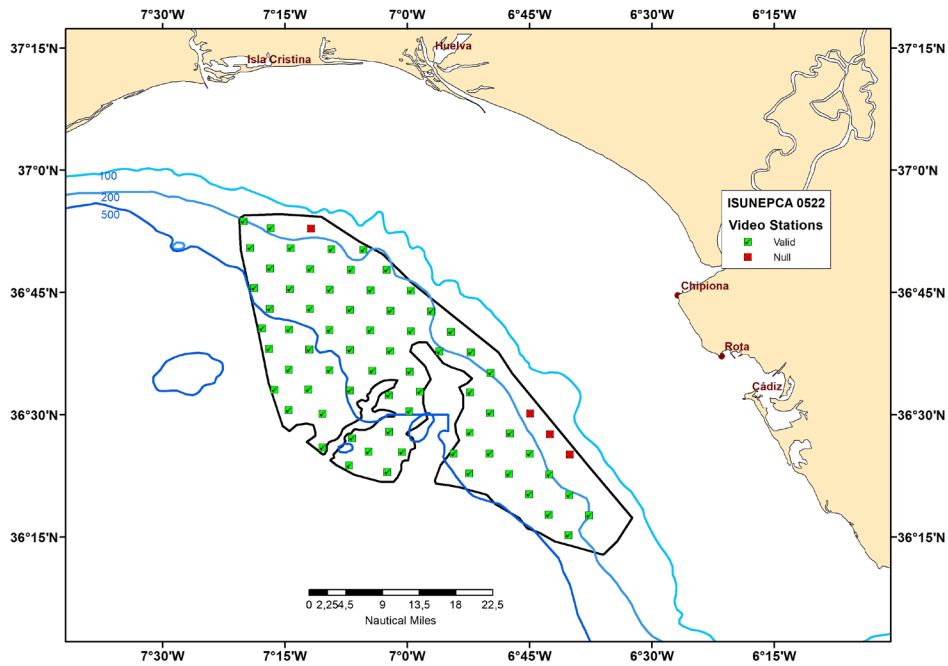 7°30'W 7°15'W 7°0'W 6°45'W 6°30'W 6°15'W
37°15'N 37°15'N
Huelva
Isla Cristina
37°0'N 37°0'N
100
200
500
ISUNEPCA 0522
Video Stations
Valid
Null
36°45'N 36°45'N
Chipiona
Rota
Cádiz
36°30'N 36°30'N
36°15'N 36°15'N
0 2,254,5 9 13,5 18 22,5
Nautical Miles
7°30'W 7°15'W 7°0'W 6°45'W 6°30'W 6°15'W